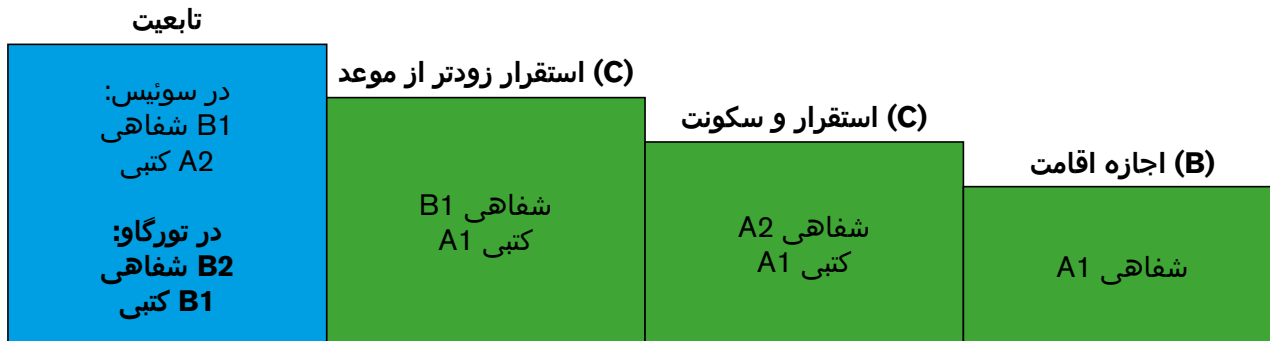 تابعیت
در سوئیس:
B1 شفاهی
A2 کتبی
در تورگاو:
B2 شفاهی
B1 کتبی
(C) استقرار زودتر از موعد
شفاهی B1
کتبی A1
(C) استقرار و سکونت
شفاهی A2
کتبی A1
(B) اجازه اقامت
شفاهی A1